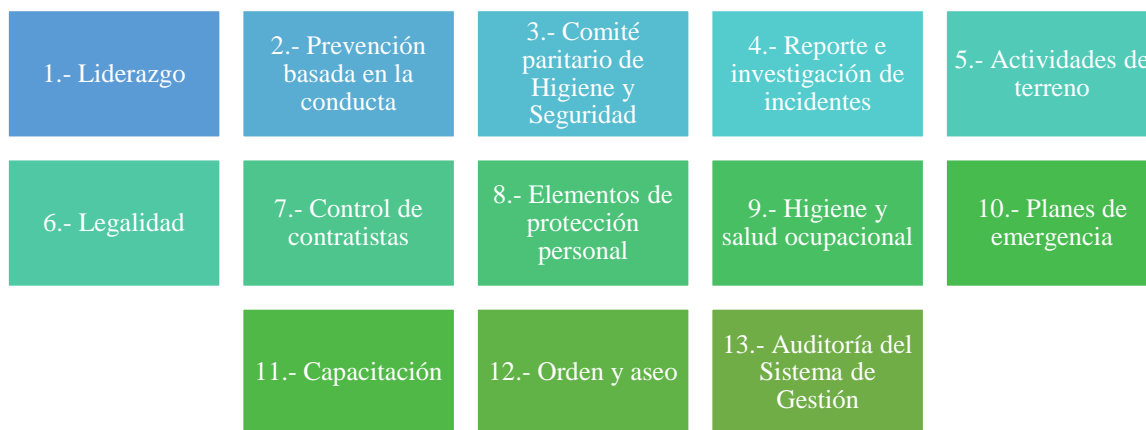 1.- Liderazgo
2.- Prevención
basada en la
conducta
3.- Comité
paritario de
Higiene y
Seguridad
4.- Reporte e
investigación de
incidentes
5.- Actividades de
terreno
6.- Legalidad
7.- Control de
contratistas
8.- Elementos de
protección
personal
9.- Higiene y
salud ocupacional
10.- Planes de
emergencia
11.- Capacitación
12.- Orden y aseo
13.- Auditoría del
Sistema de
Gestión